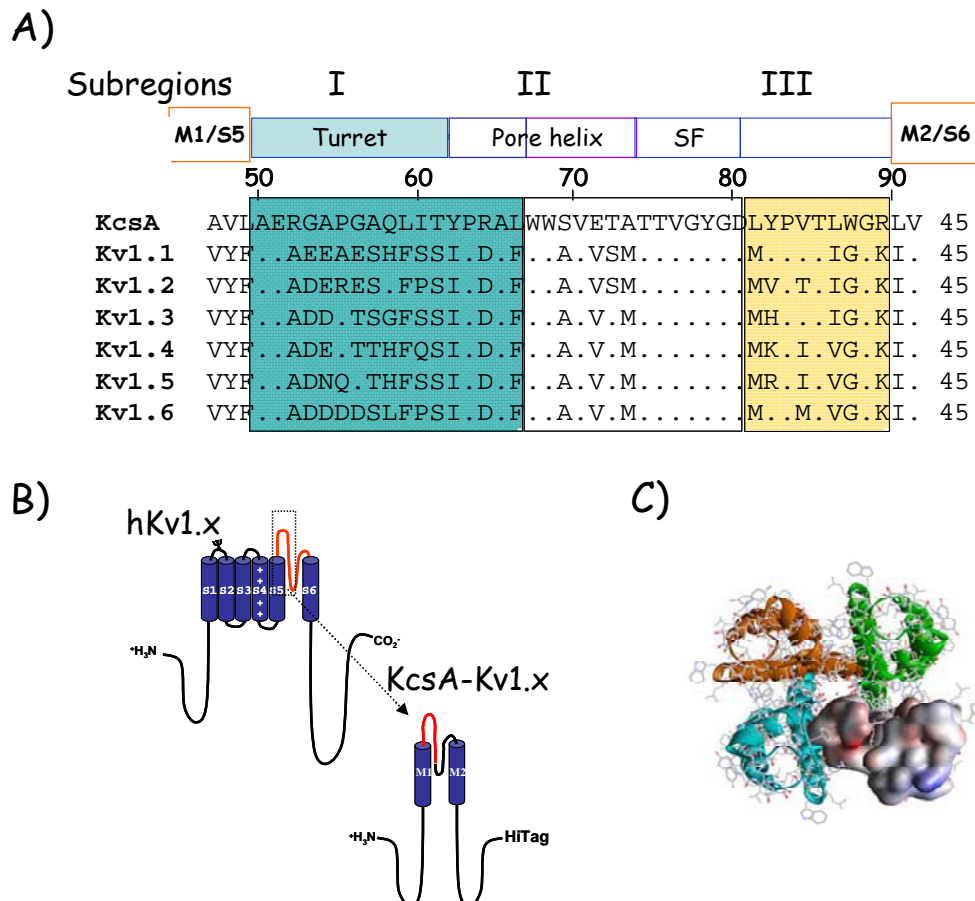 A)
Subregions I II III
M1/S5 Turret Pore helix SF M2/S6
50 60 70 80 90
KcsA AVLAERGAPGAQLITYPRALWWSVETATTVGYGDLYPVTLWGRLV 45
Kv1.1 VYF..AEEAESHFSSI.D.F..A.VSM.......M....IG.KI. 45
Kv1.2 VYF..ADERES.FPSI.D.F..A.VSM.......MV.T.IG.KI. 45
Kv1.3 VYF..ADD.TSGFSSI.D.F..A.V.M.......MH...IG.KI. 45
Kv1.4 VYF..ADE.TTHFQSI.D.F..A.V.M.......MK.I.VG.KI. 45
Kv1.5 VYF..ADNQ.THFSSI.D.F..A.V.M.......MR.I.VG.KI. 45
Kv1.6 VYF..ADDDDSLFPSI.D.F..A.V.M.......M..M.VG.KI. 45
B)
hKv1.x
S1 S2 S3 S4 S5 S6
+ + + +
⁺H₃N
CO₂⁻
KcsA-Kv1.x
M1 M2
⁺H₃N
HiTag
C)